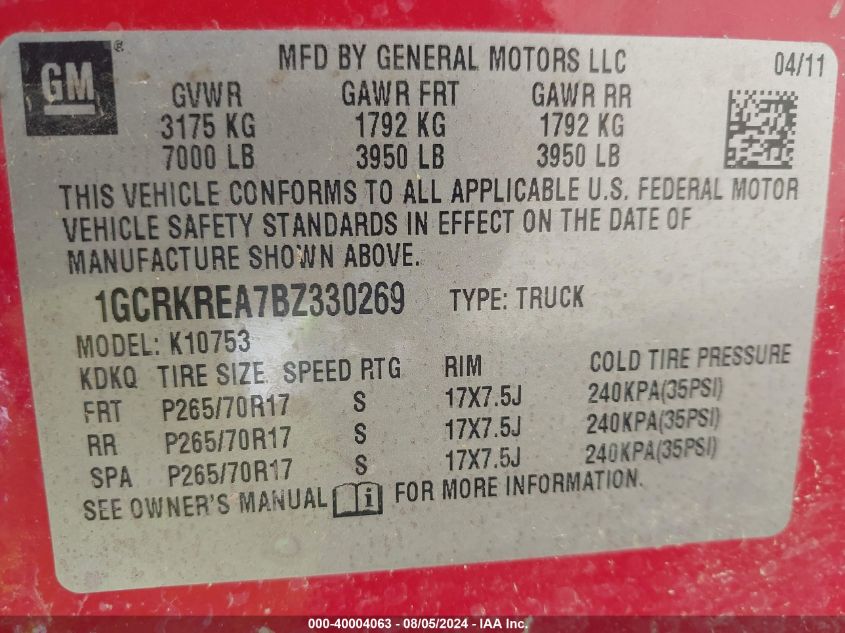 GM ® MFD BY GENERAL MOTORS LLC 04/11
GVWR GAWR FRT GAWR RR
3175 KG 1792 KG 1792 KG
7000 LB 3950 LB 3950 LB
THIS VEHICLE CONFORMS TO ALL APPLICABLE U.S. FEDERAL MOTOR
VEHICLE SAFETY STANDARDS IN EFFECT ON THE DATE OF
MANUFACTURE SHOWN ABOVE.
1GCRKREA7BZ330269 TYPE: TRUCK
MODEL: K10753
KDKQ TIRE SIZE SPEED RTG RIM COLD TIRE PRESSURE
FRT P265/70R17 S 17X7.5J 240KPA(35PSI)
RR P265/70R17 S 17X7.5J 240KPA(35PSI)
SPA P265/70R17 S 17X7.5J 240KPA(35PSI)
SEE OWNER'S MANUAL i FOR MORE INFORMATION.
000-40004063 - 08/05/2024 - IAA Inc.